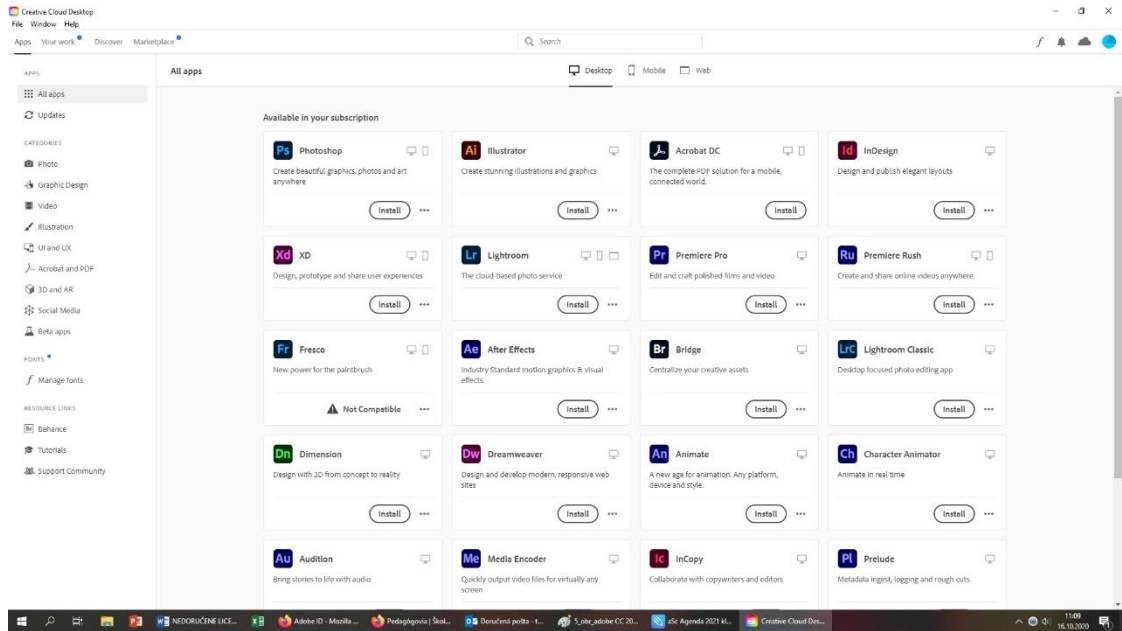 Creative Cloud Desktop
File Window Help
Apps Your work Discover Marketplace
Search
APPS
All apps
Updates
CATEGORIES
Photo
Graphic Design
Video
Illustration
UI and UX
Acrobat and PDF
3D and AR
Social Media
Beta apps
FONTS
Manage fonts
RESOURCE LINKS
Behance
Tutorials
Support Community
All apps
Desktop Mobile Web
Available in your subscription
Ps Photoshop
Create beautiful graphics, photos and art
anywhere
Install
Ai Illustrator
Create stunning illustrations and graphics
Install
Acrobat DC
The complete PDF solution for a mobile,
connected world.
Install
Id InDesign
Design and publish elegant layouts
Install
Xd XD
Design, prototype and share user experiences
Install
Lr Lightroom
The cloud-based photo service
Install
Pr Premiere Pro
Edit and craft polished films and video
Install
Ru Premiere Rush
Create and share online videos anywhere.
Install
Fr Fresco
New power for the paintbrush
Not Compatible
Ae After Effects
Industry Standard motion graphics & visual
effects.
Install
Br Bridge
Centralize your creative assets
Install
LrC Lightroom Classic
Desktop focused photo editing app
Install
Dn Dimension
Design with 3D from concept to reality
Install
Dw Dreamweaver
Design and develop modern, responsive web
sites
Install
An Animate
A new age for animation. Any platform,
device and style.
Install
Ch Character Animator
Animate in real time
Install
Au Audition
Bring stories to life with audio.
Me Media Encoder
Quickly output video files for virtually any
screen
Ic InCopy
Collaborate with copywriters and editors
Pl Prelude
Metadata ingest, logging and rough cuts.
NEDORUČENE LICE... Adobe ID - Mozilla ... Pedagógovia | Škol... Doručená pošta - t... 5_obr_adobe CC 20... aSc Agenda 2021 kl... Creative Cloud Des...
11:09
16.10.2020